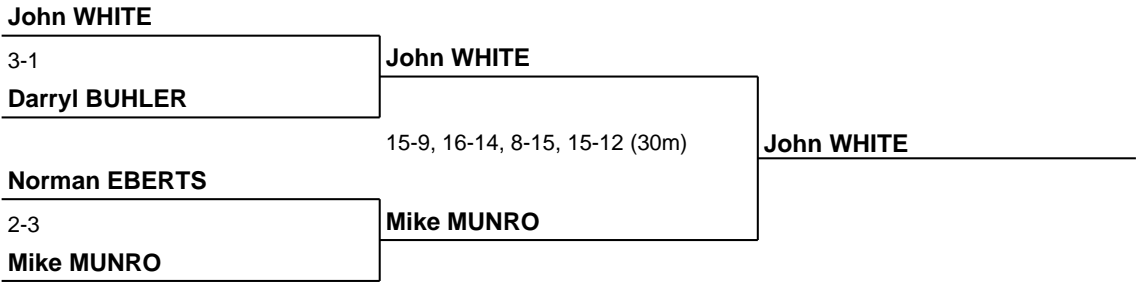 John WHITE
3-1
John WHITE
Darryl BUHLER
15-9, 16-14, 8-15, 15-12 (30m)
John WHITE
Norman EBERTS
2-3
Mike MUNRO
Mike MUNRO